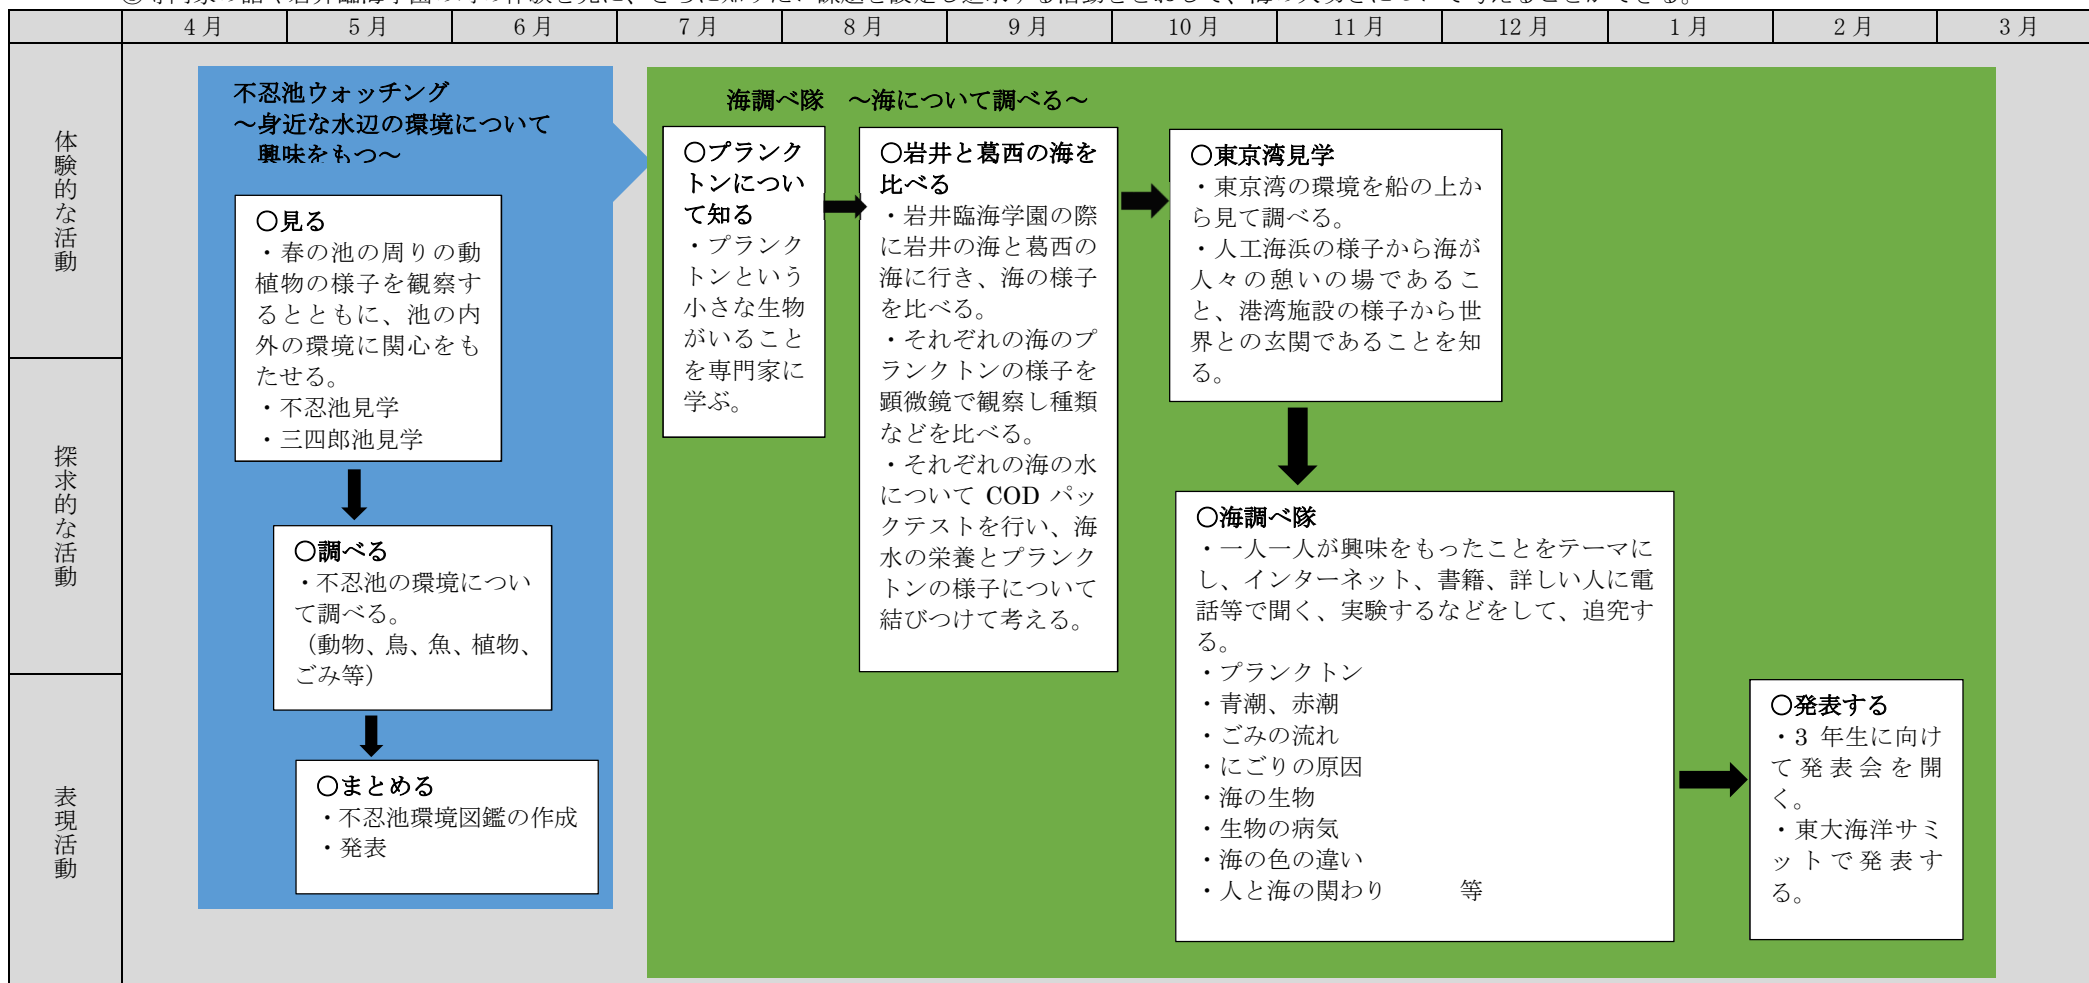 4月 5月 6月 7月 8月 9月 10月 11月 12月 1月 2月 3月
体験的な活動
探求的な活動
表現活動
不忍池ウォッチング
～身近な水辺の環境について
興味をもつ～
○見る
・春の池の周りの動
植物の様子を観察す
るとともに、池の内
外の環境に関心をも
たせる。
・不忍池見学
・三四郎池見学
○調べる
・不忍池の環境につい
て調べる。
（動物、鳥、魚、植物、
ごみ等）
○まとめる
・不忍池環境図鑑の作成
・発表
海調べ隊　～海について調べる～
○プランク
トンについ
て知る
・プランク
トンという
小さな生物
がいること
を専門家に
学ぶ。
○岩井と葛西の海を
比べる
・岩井臨海学園の際
に岩井の海と葛西の
海に行き、海の様子
を比べる。
・それぞれの海のプ
ランクトンの様子を
顕微鏡で観察し種類
などを比べる。
・それぞれの海の水
について COD パッ
クテストを行い、海
水の栄養とプランク
トンの様子について
結びつけて考える。
○東京湾見学
・東京湾の環境を船の上か
ら見て調べる。
・人工海浜の様子から海が
人々の憩いの場であるこ
と、港湾施設の様子から世
界との玄関であることを知
る。
○海調べ隊
・一人一人が興味をもったことをテーマに
し、インターネット、書籍、詳しい人に電
話等で聞く、実験するなどをして、追究す
る。
・プランクトン
・青潮、赤潮
・ごみの流れ
・にごりの原因
・海の生物
・生物の病気
・海の色の違い
・人と海の関わり　　　等
○発表する
・3 年生に向け
て発表会を開
く。
・東大海洋サミ
ットで発表す
る。